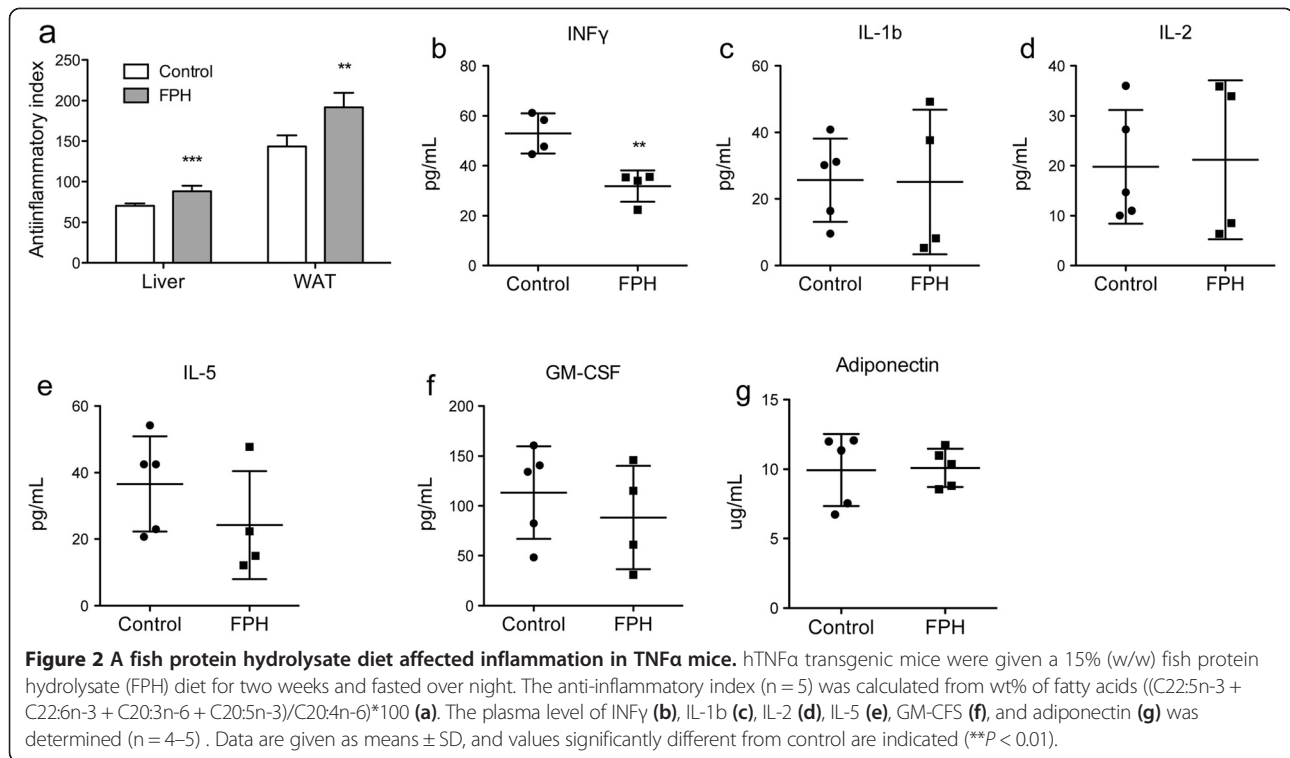 a
Antiinflammatory index
250
200
150
100
50
0
Control
FPH
***
**
Liver
WAT
b
INFγ
pg/mL
80
60
40
20
0
**
Control
FPH
c
IL-1b
pg/mL
60
40
20
0
Control
FPH
d
IL-2
pg/mL
40
30
20
10
0
Control
FPH
e
IL-5
pg/mL
60
40
20
0
Control
FPH
f
GM-CSF
pg/mL
200
150
100
50
0
Control
FPH
g
Adiponectin
ug/mL
15
10
5
0
Control
FPH
Figure 2 A fish protein hydrolysate diet affected inflammation in TNFα mice. hTNFα transgenic mice were given a 15% (w/w) fish protein
hydrolysate (FPH) diet for two weeks and fasted over night. The anti-inflammatory index (n = 5) was calculated from wt% of fatty acids ((C22:5n-3 +
C22:6n-3 + C20:3n-6 + C20:5n-3)/C20:4n-6)*100 (a). The plasma level of INFγ (b), IL-1b (c), IL-2 (d), IL-5 (e), GM-CFS (f), and adiponectin (g) was
determined (n = 4–5) . Data are given as means ± SD, and values significantly different from control are indicated (**P < 0.01).